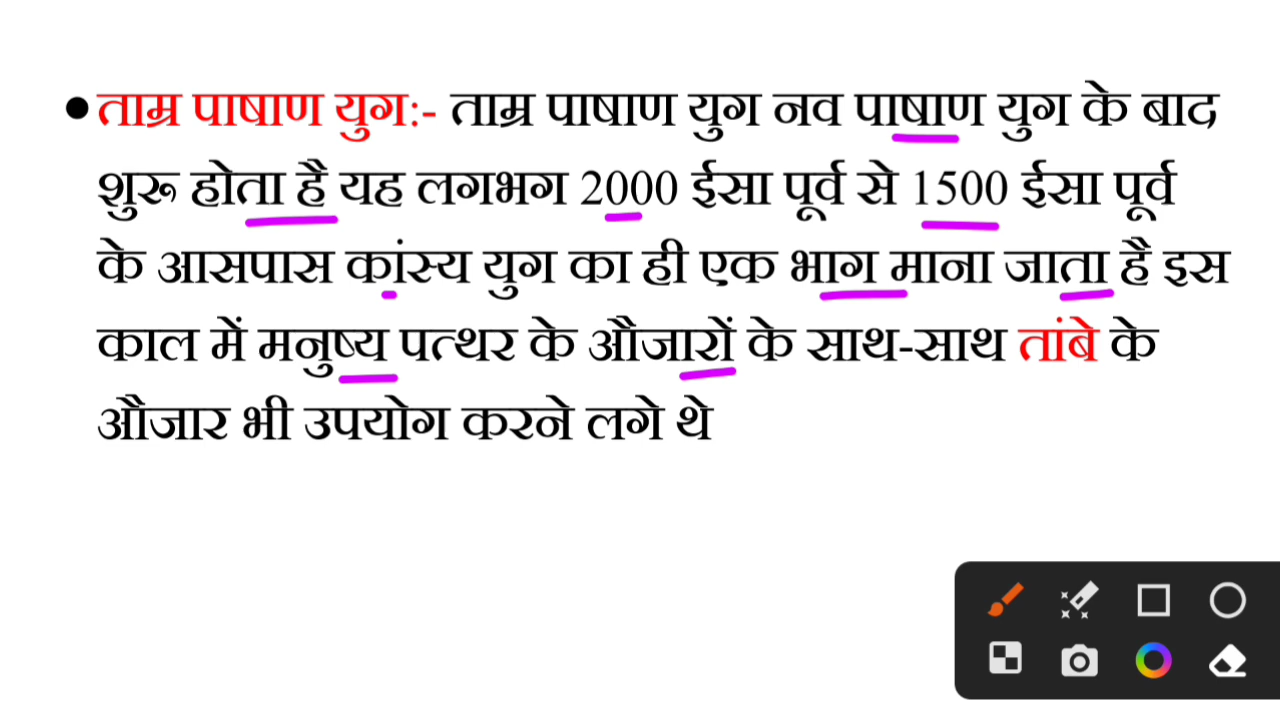 ●ताम्र पाषाण युग:- ताम्र पाषाण युग नव पाषाण युग के बाद
शुरू होता है यह लगभग 2000 ईसा पूर्व से 1500 ईसा पूर्व
के आसपास कांस्य युग का ही एक भाग माना जाता है इस
काल में मनुष्य पत्थर के औजारों के साथ-साथ तांबे के
औजार भी उपयोग करने लगे थे